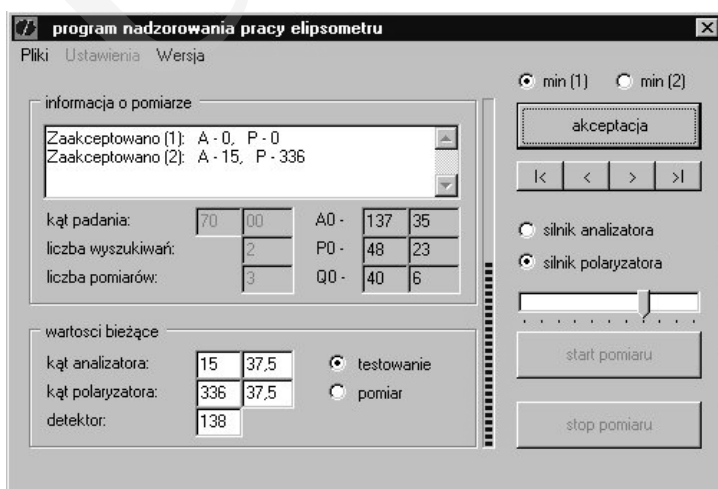 program nadzorowania pracy elipsometru
Pliki Ustawienia Wersja
informacja o pomiarze
Zaakceptowano (1): A - 0, P - 0
Zaakceptowano (2): A - 15, P - 336
kąt padania: 70 00 A0 - 137 35
liczba wyszukiwań: 2 P0 - 48 23
liczba pomiarów: 3 Q0 - 40 6
wartosci bieżące
kąt analizatora: 15 37,5 testowanie
kąt polaryzatora: 336 37,5 pomiar
detektor: 138
min (1) min (2)
akceptacja
|< < > >|
silnik analizatora
silnik polaryzatora
start pomiaru
stop pomiaru